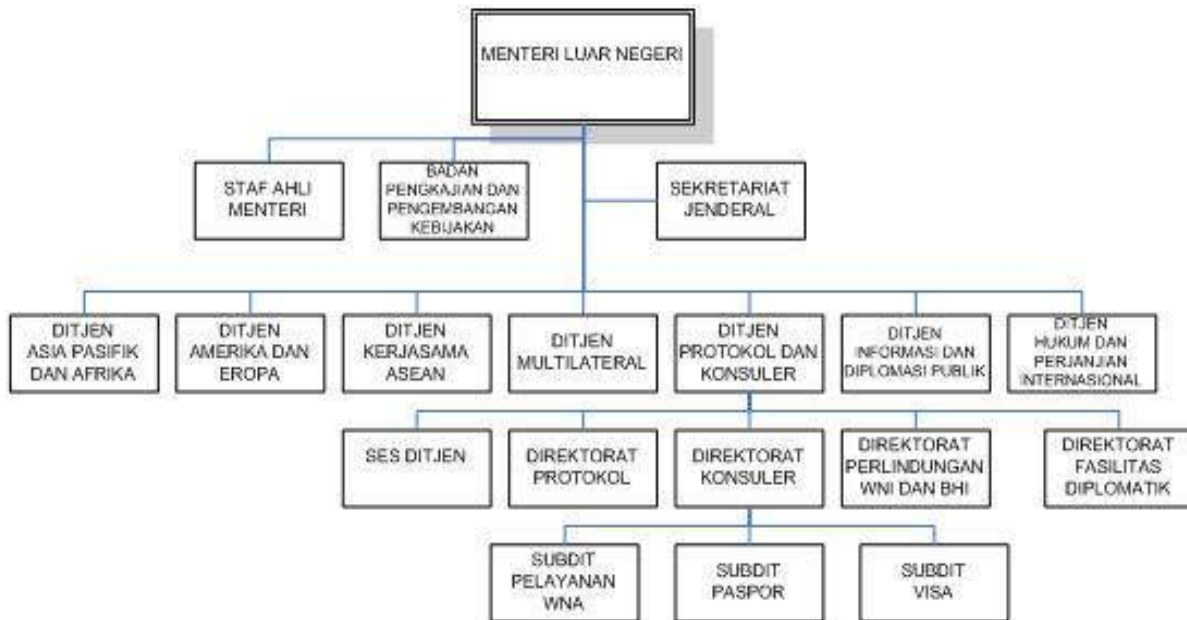 MENTERI LUAR NEGERI
STAF AHLI
MENTERI
BADAN
PENGKAJIAN DAN
PENGEMBANGAN
KEBIJAKAN
SEKRETARIAT
JENDERAL
DITJEN
ASIA PASIFIK
DAN AFRIKA
DITJEN
AMERIKA DAN
EROPA
DITJEN
KERJASAMA
ASEAN
DITJEN
MULTILATERAL
DITJEN
PROTOKOL DAN
KONSULER
DITJEN
INFORMASI DAN
DIPLOMASI PUBLIK
DITJEN
HUKUM DAN
PERJANJIAN
INTERNASIONAL
SES DITJEN
DIREKTORAT
PROTOKOL
DIREKTORAT
KONSULER
DIREKTORAT
PERLINDUNGAN
WNI DAN BHI
DIREKTORAT
FASILITAS
DIPLOMATIK
SUBDIT
PELAYANAN
WNA
SUBDIT
PASPOR
SUBDIT
VISA